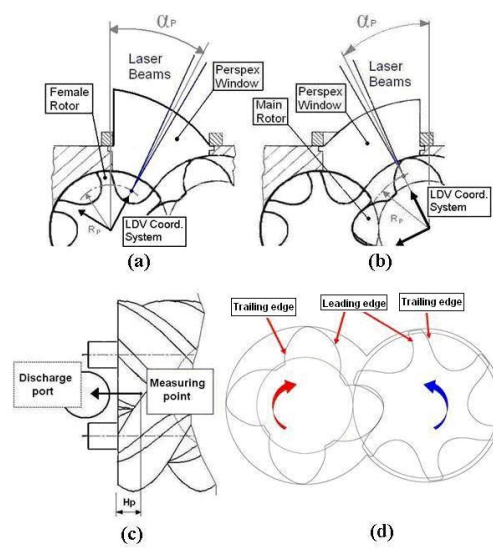 αP
Laser
Beams
Female
Rotor
Perspex
Window
RP
LDV Coord.
System
(a)
αP
Laser
Beams
Perspex
Window
Main
Rotor
RP
LDV Coord.
System
(b)
Discharge
port
Measuring
point
Hp
(c)
Trailing edge
Leading edge
Trailing edge
(d)